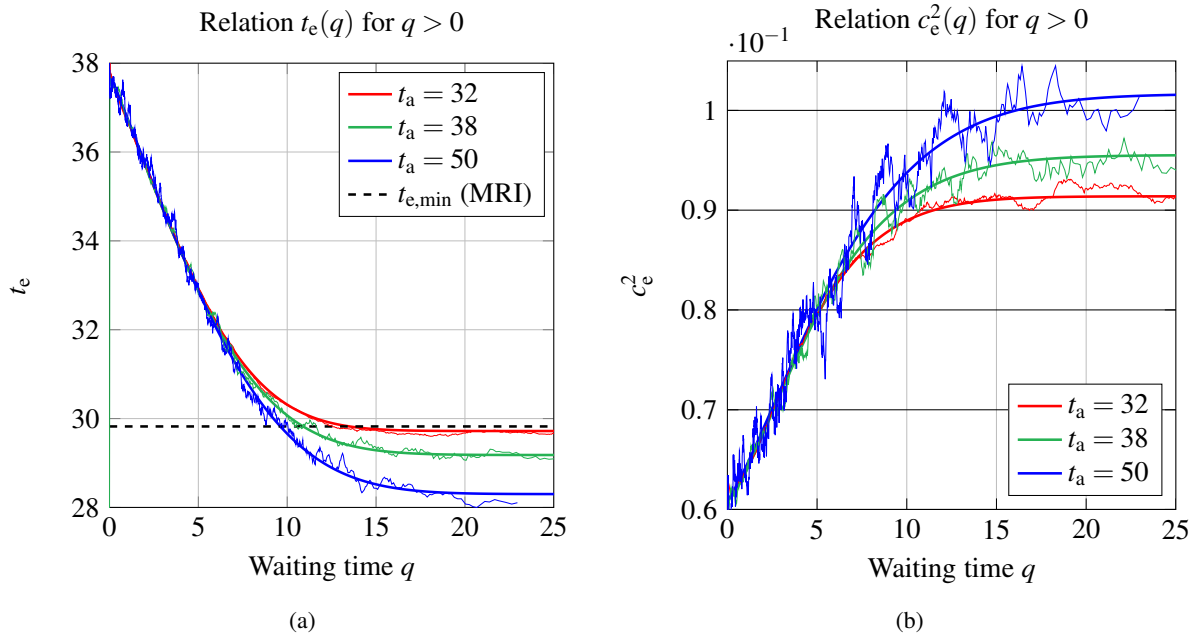 Relation t_e(q) for q > 0
38
36
34
32
30
28
0
5
10
15
20
25
t_e
Waiting time q
t_a = 32
t_a = 38
t_a = 50
t_e,min (MRI)
(a)
Relation c_e^2(q) for q > 0
·10^−1
1
0.9
0.8
0.7
0.6
0
5
10
15
20
25
c_e^2
Waiting time q
t_a = 32
t_a = 38
t_a = 50
(b)